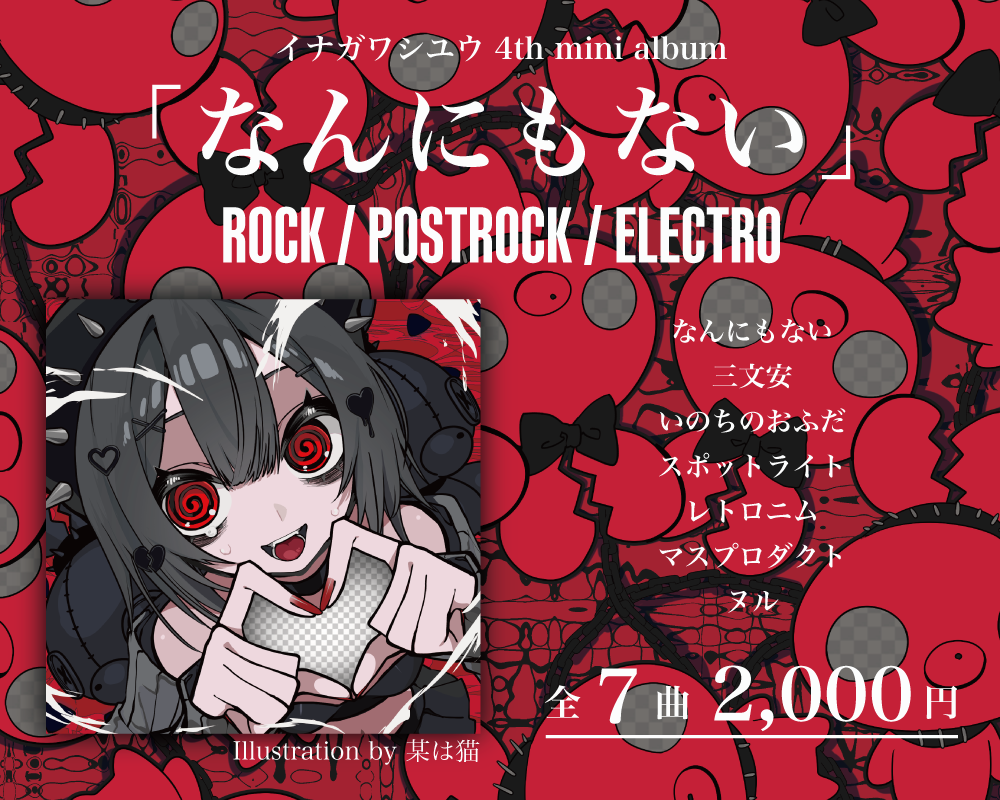 イナガワシユウ 4th mini album
「なんにもない」
ROCK / POSTROCK / ELECTRO
なんにもない
三文安
いのちのおふだ
スポットライト
レトロニム
マスプロダクト
ヌル
全7曲 2,000円
Illustration by 某は猫